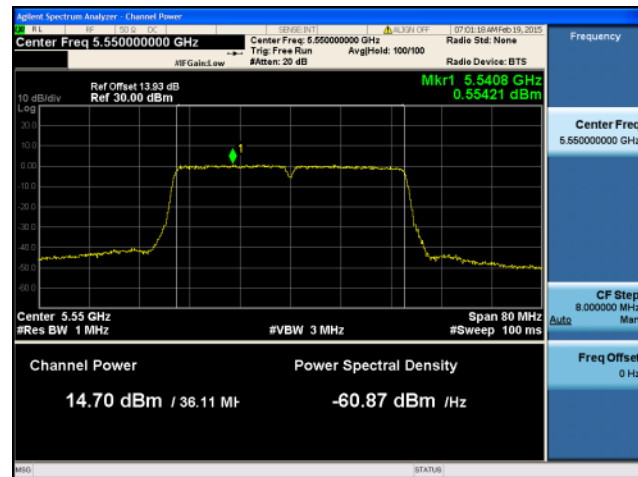 Agilent Spectrum Analyzer - Channel Power
RL RF 50 Ω DC SENSE:INT ALIGN OFF 07:01:18 AM Feb 19, 2015
Center Freq 5.550000000 GHz
Center Freq: 5.550000000 GHz Radio Std: None
Trig: Free Run Avg|Hold: 100/100
#IFGain:Low #Atten: 20 dB Radio Device: BTS
Mkr1 5.5408 GHz
Ref Offset 13.93 dB
10 dB/div Ref 30.00 dBm 0.55421 dBm
Log
20.0
10.0
1
0.00
-10.0
-20.0
-30.0
-40.0
-50.0
-60.0
Center 5.55 GHz Span 80 MHz
#Res BW 1 MHz #VBW 3 MHz #Sweep 100 ms
Channel Power Power Spectral Density
14.70 dBm / 36.11 MH -60.87 dBm /Hz
MSG STATUS
Frequency
Center Freq
5.550000000 GHz
CF Step
8.000000 MHz
Auto Man
Freq Offset
0 Hz